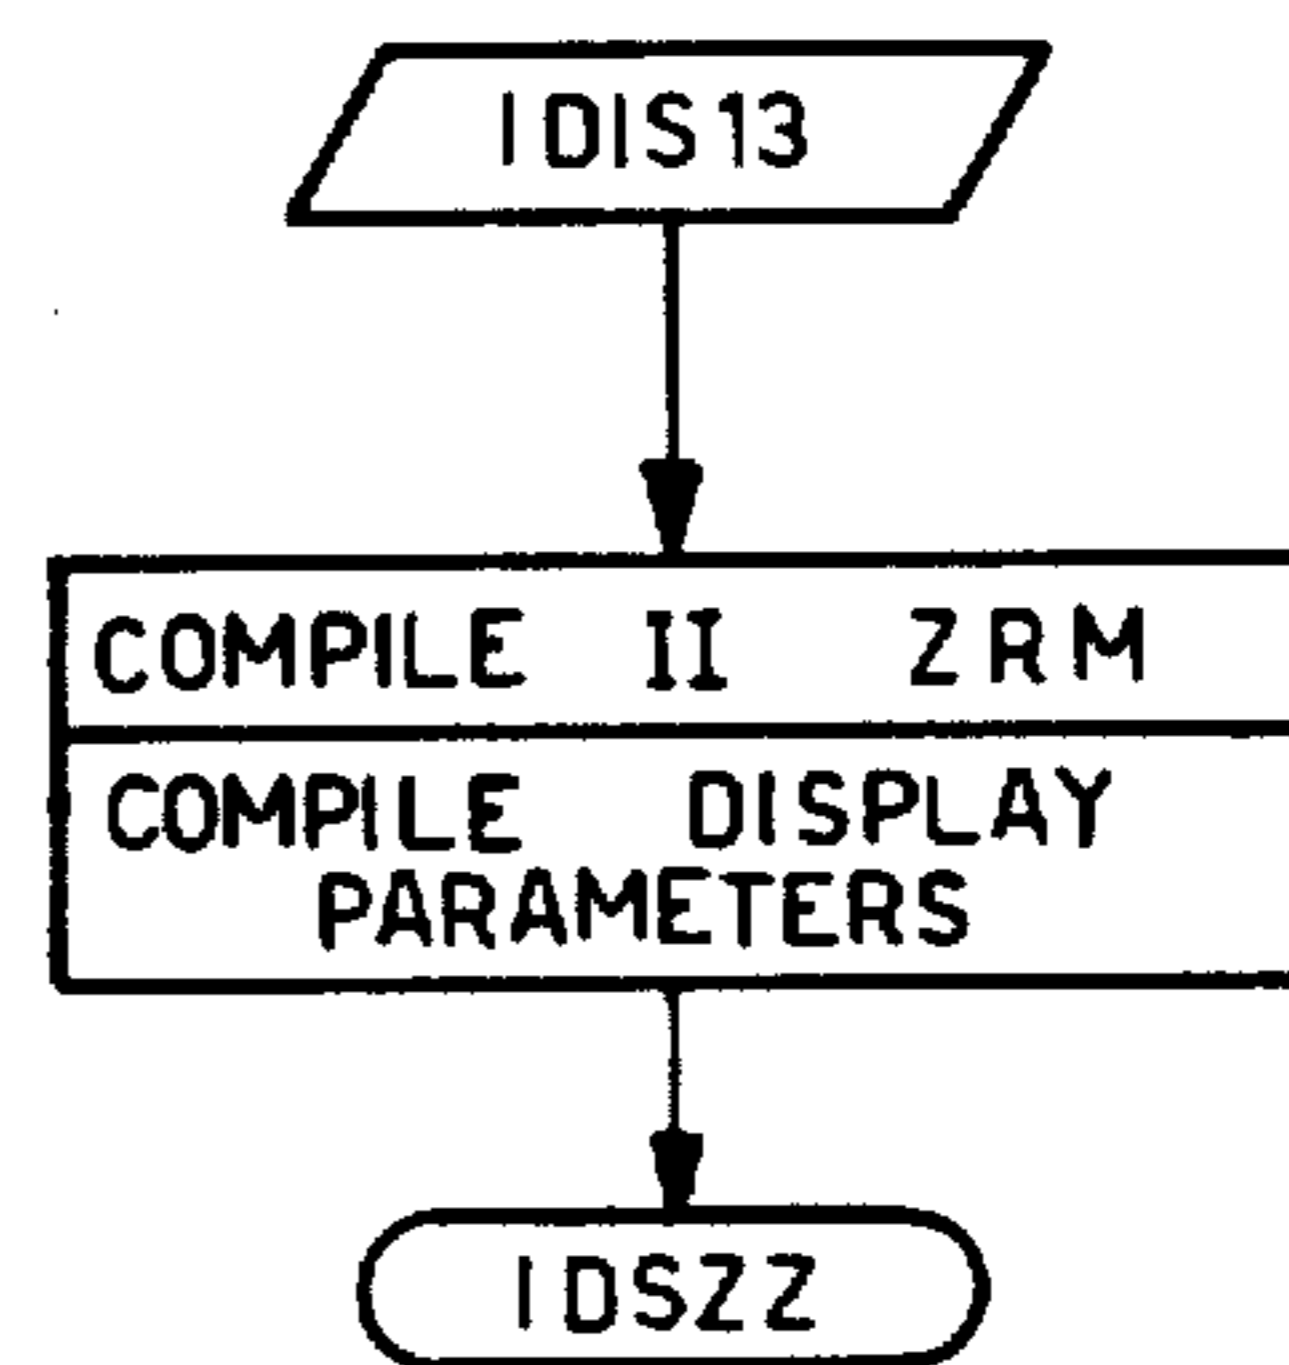 IDIS13
COMPILE II ZRM
COMPILE DISPLAY
PARAMETERS
IDSZZ